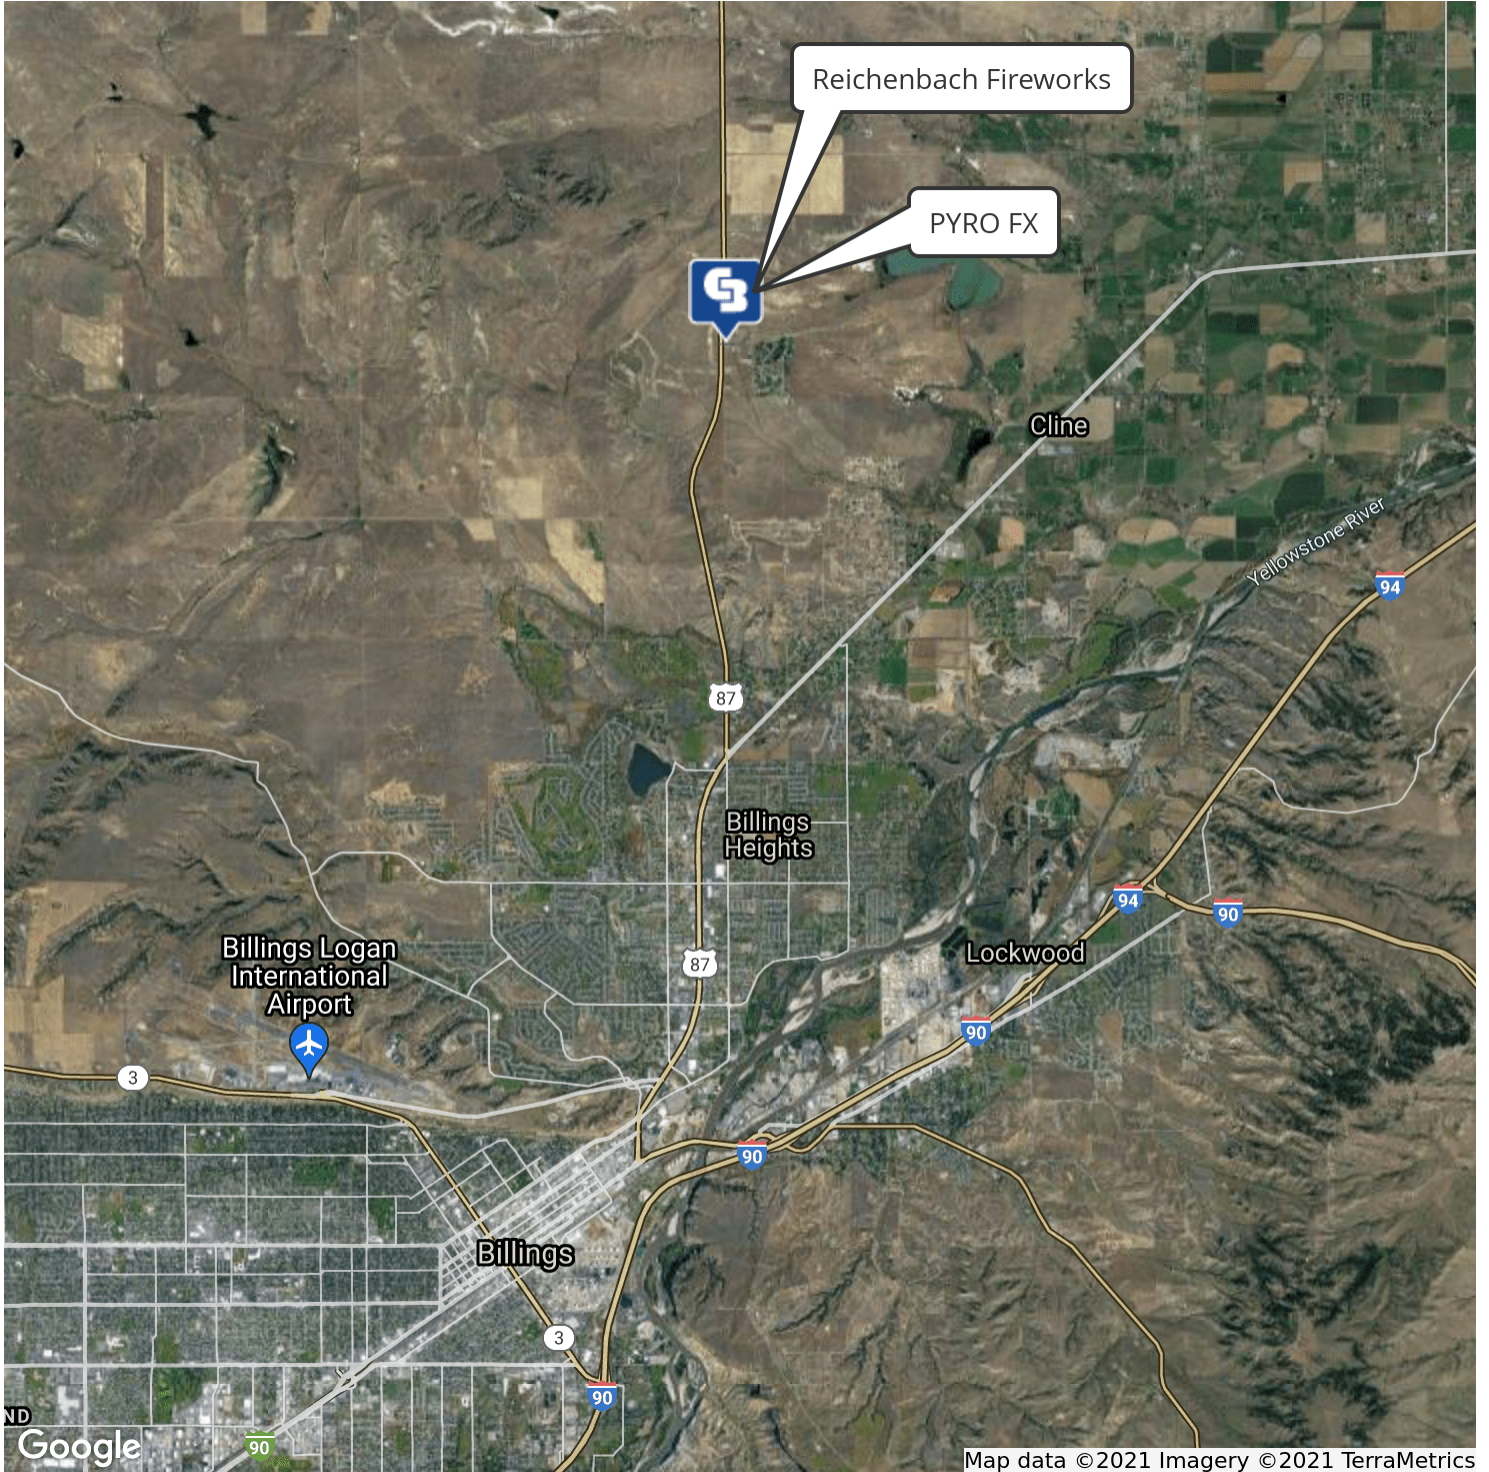 Reichenbach Fireworks
PYRO FX
CB
Cline
Yellowstone River
94
87
Billings
Heights
94
90
Billings Logan
International
Airport
87
Lockwood
90
3
90
Billings
3
90
ND
90
Google
Map data ©2021 Imagery ©2021 TerraMetrics